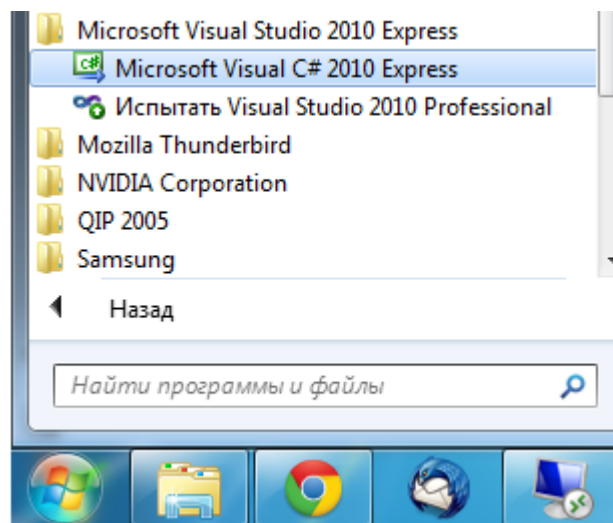 Microsoft Visual Studio 2010 Express
C# Microsoft Visual C# 2010 Express
Испытать Visual Studio 2010 Professional
Mozilla Thunderbird
NVIDIA Corporation
QIP 2005
Samsung
Назад
Найти программы и файлы